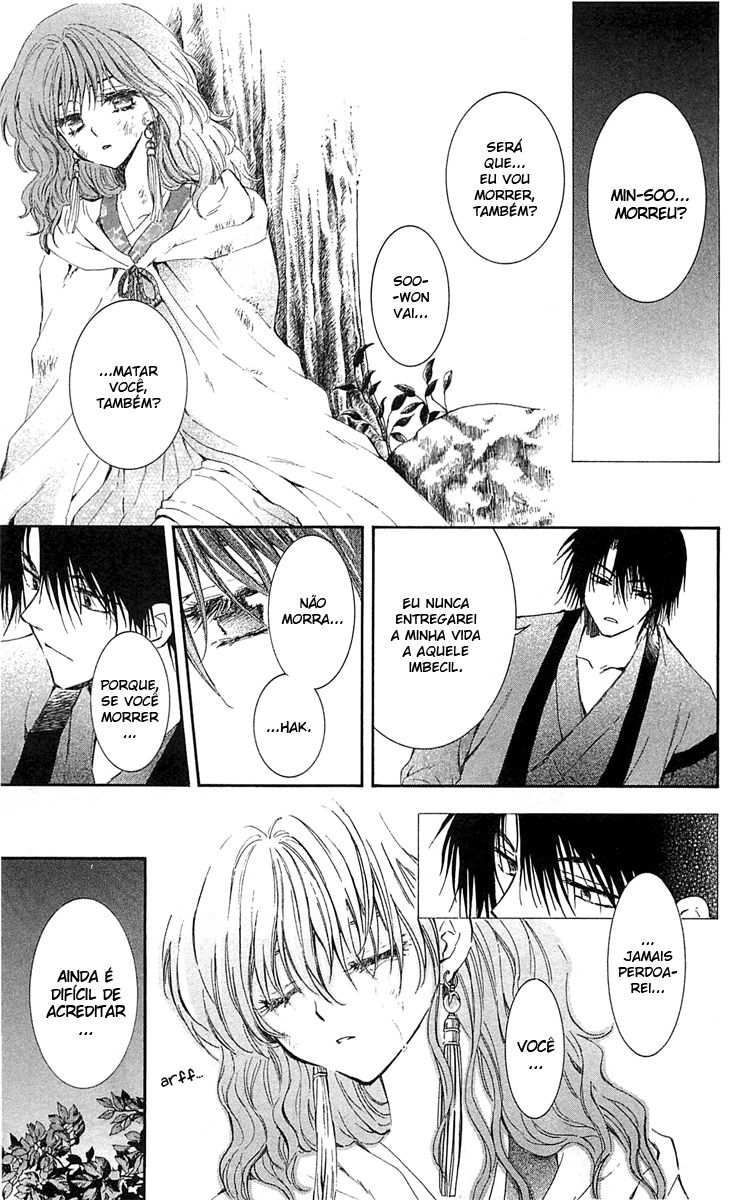 MIN-SOO...
MORREU?
SERÁ
QUE...
EU VOU
MORRER,
TAMBÉM?
SOO-
-WON
VAI...
...MATAR
VOCÊ,
TAMBÉM?
EU NUNCA
ENTREGAREI
A MINHA VIDA
A AQUELE
IMBECIL.
NÃO
MORRA...
...HAK.
PORQUE,
SE VOCÊ
MORRER
...
...
JAMAIS
PERDOA-
REI...
VOCÊ
...
arff...
AINDA É
DIFÍCIL DE
ACREDITAR
...